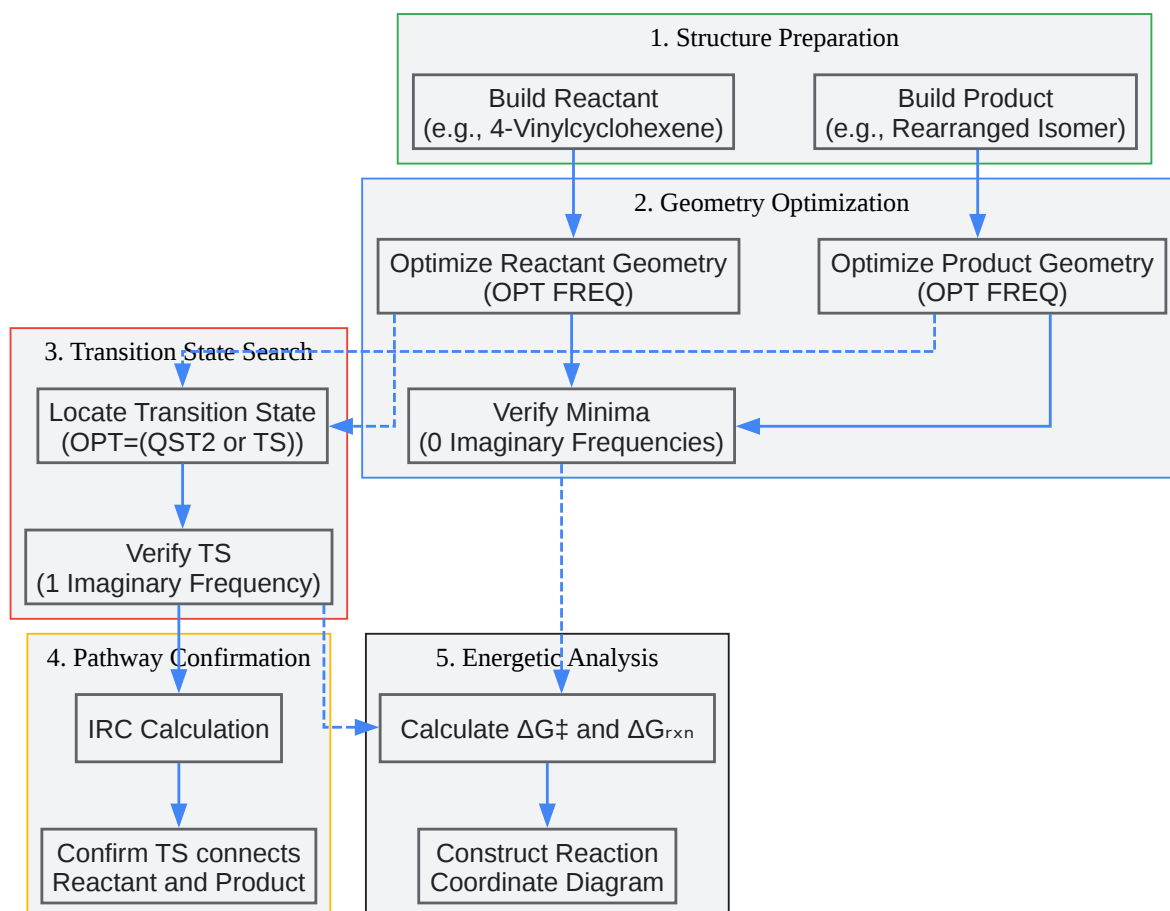 1. Structure Preparation
Build Reactant
(e.g., 4-Vinylcyclohexene)
Build Product
(e.g., Rearranged Isomer)
2. Geometry Optimization
Optimize Reactant Geometry
(OPT FREQ)
Optimize Product Geometry
(OPT FREQ)
3. Transition State Search
Locate Transition State
(OPT=(QST2 or TS))
Verify Minima
(0 Imaginary Frequencies)
Verify TS
(1 Imaginary Frequency)
4. Pathway Confirmation
IRC Calculation
Confirm TS connects
Reactant and Product
5. Energetic Analysis
Calculate ΔG‡ and ΔGᵣₓₙ
Construct Reaction
Coordinate Diagram